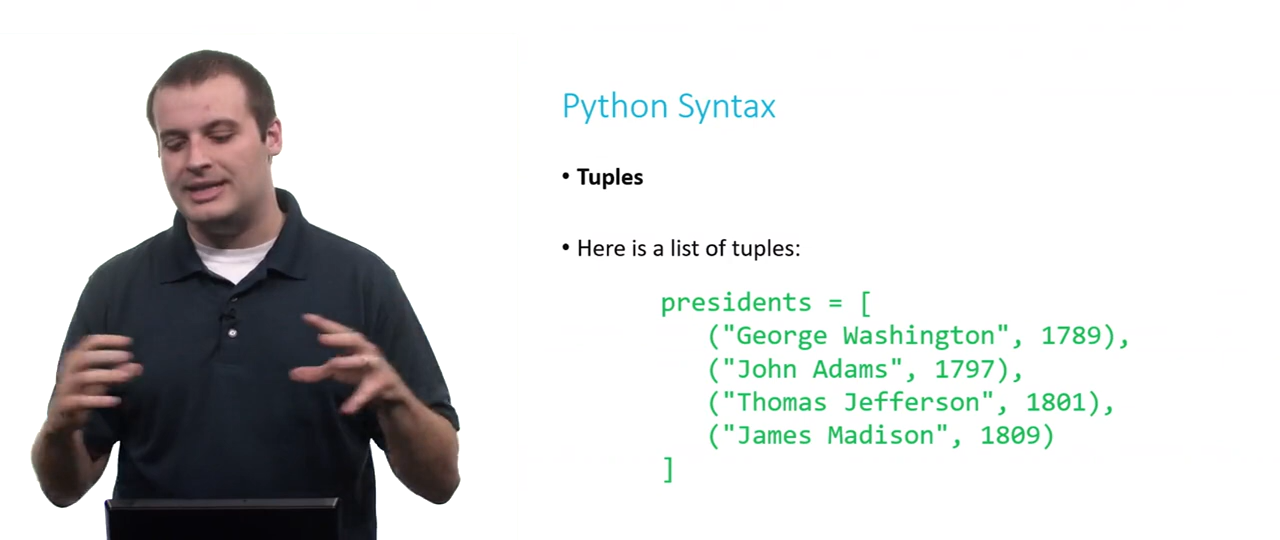 Python Syntax
• Tuples
• Here is a list of tuples:
presidents = [
("George Washington", 1789),
("John Adams", 1797),
("Thomas Jefferson", 1801),
("James Madison", 1809)
]